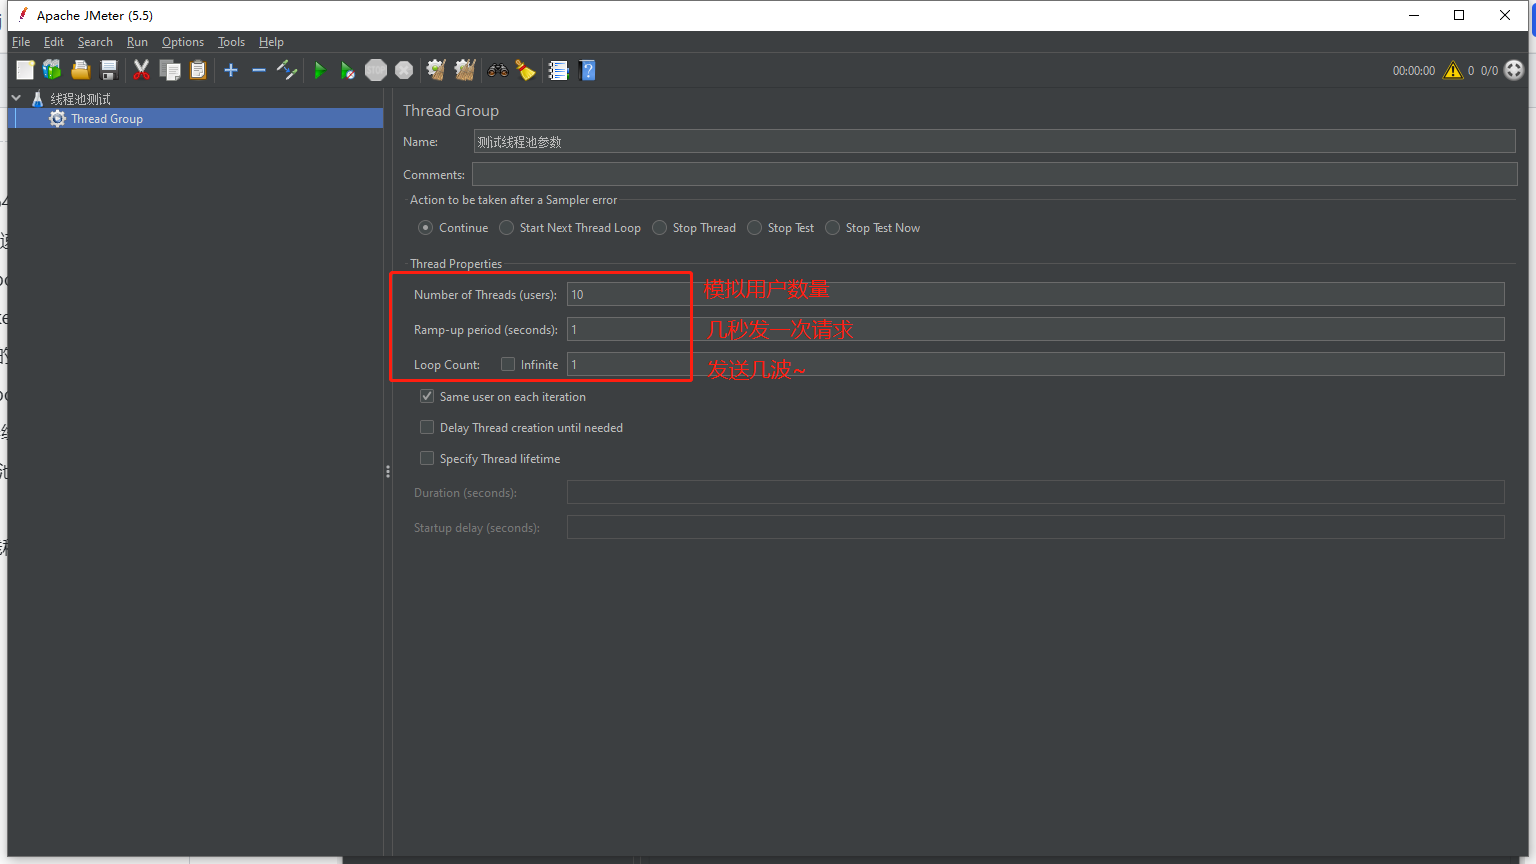 Apache JMeter (5.5)
File Edit Search Run Options Tools Help
00:00:00 0 0/0
线程池测试
Thread Group
Thread Group
Name: 测试线程池参数
Comments:
Action to be taken after a Sampler error
Continue Start Next Thread Loop Stop Thread Stop Test Stop Test Now
Thread Properties
Number of Threads (users): 10 模拟用户数量
Ramp-up period (seconds): 1 几秒发一次请求
Loop Count: Infinite 1 发送几波~
Same user on each iteration
Delay Thread creation until needed
Specify Thread lifetime
Duration (seconds):
Startup delay (seconds):